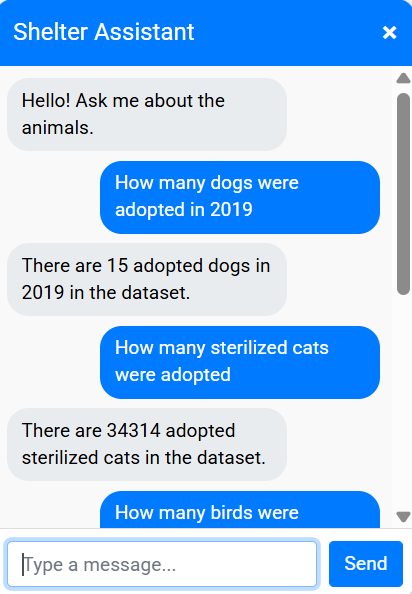 Shelter Assistant
×
Hello! Ask me about the
animals.
How many dogs were
adopted in 2019
There are 15 adopted dogs in
2019 in the dataset.
How many sterilized cats
were adopted
There are 34314 adopted
sterilized cats in the dataset.
How many birds were
Type a message...
Send